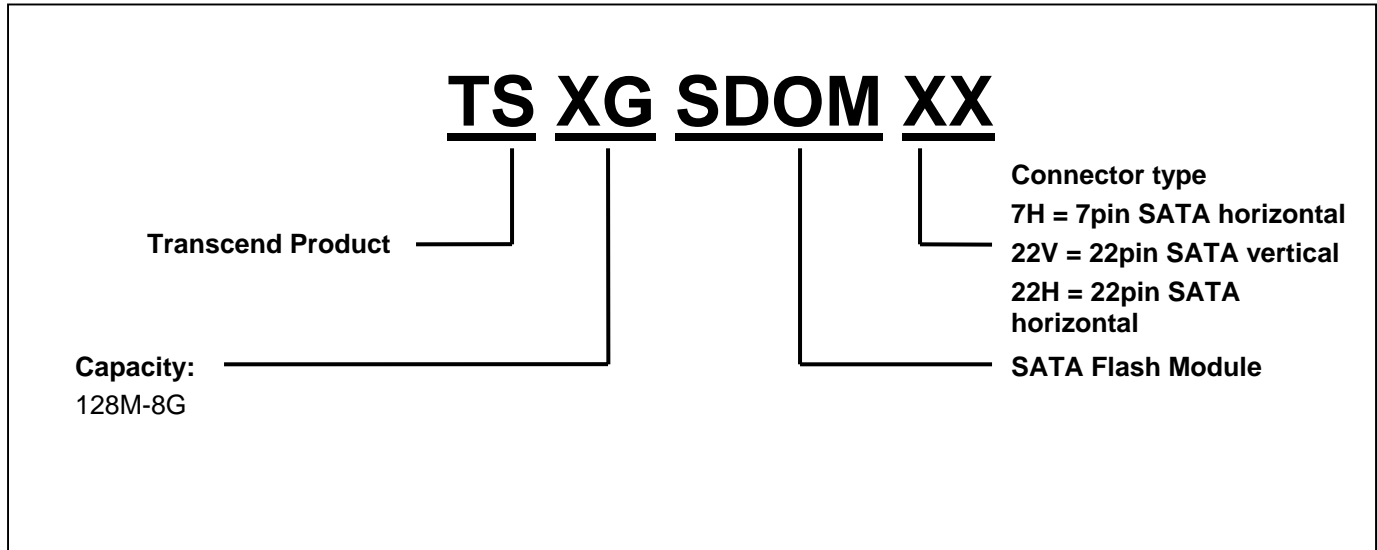 TS XG SDOM XX
Transcend Product
Capacity:
128M-8G
Connector type
7H = 7pin SATA horizontal
22V = 22pin SATA vertical
22H = 22pin SATA
horizontal
SATA Flash Module